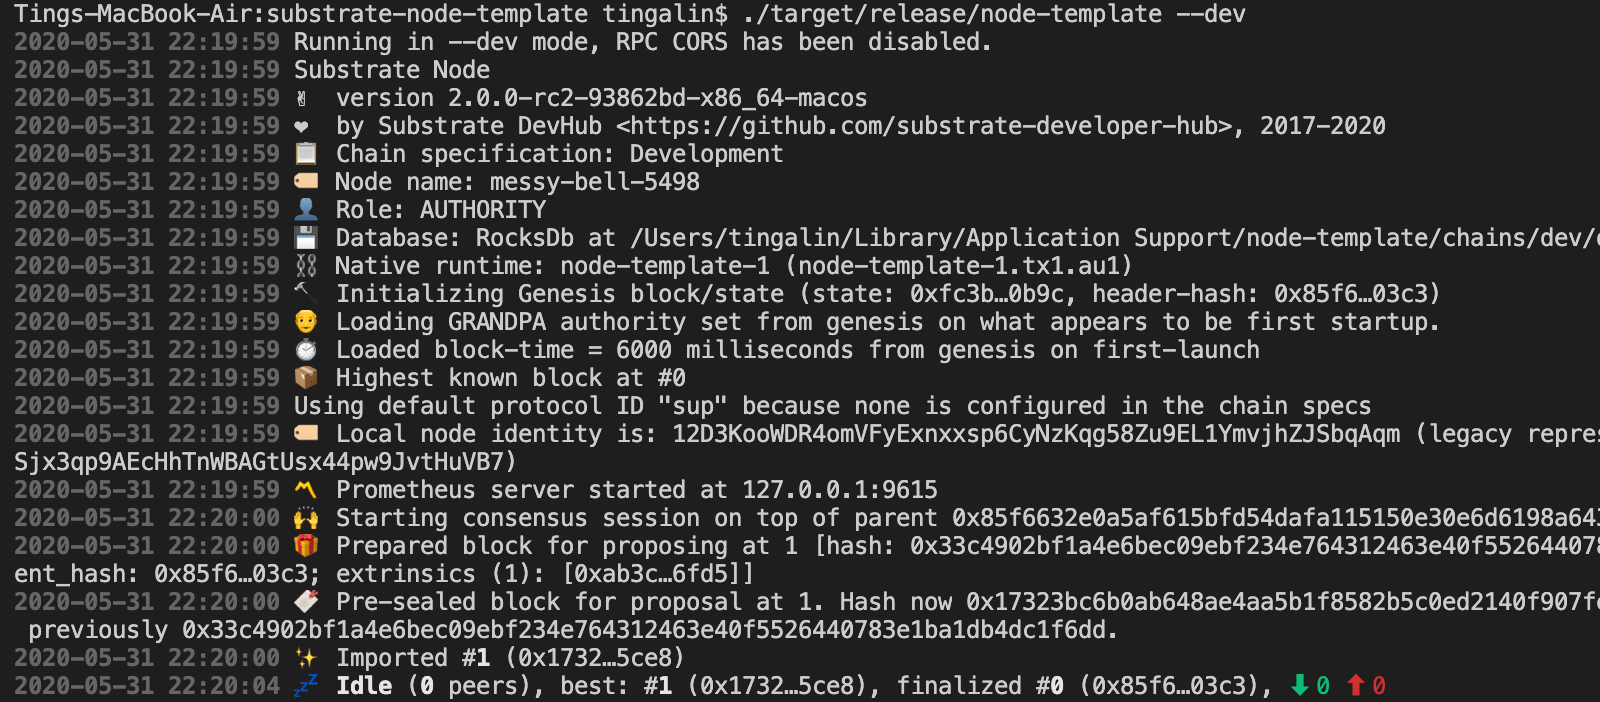 Tings-MacBook-Air:substrate-node-template tingalin$ ./target/release/node-template --dev
2020-05-31 22:19:59 Running in --dev mode, RPC CORS has been disabled.
2020-05-31 22:19:59 Substrate Node
2020-05-31 22:19:59 ✌️ version 2.0.0-rc2-93862bd-x86_64-macos
2020-05-31 22:19:59 ❤️ by Substrate DevHub <https://github.com/substrate-developer-hub>, 2017-2020
2020-05-31 22:19:59 📋 Chain specification: Development
2020-05-31 22:19:59 🏷 Node name: messy-bell-5498
2020-05-31 22:19:59 👤 Role: AUTHORITY
2020-05-31 22:19:59 💾 Database: RocksDb at /Users/tingalin/Library/Application Support/node-template/chains/dev/
2020-05-31 22:19:59 ⛓ Native runtime: node-template-1 (node-template-1.tx1.au1)
2020-05-31 22:19:59 🔨 Initializing Genesis block/state (state: 0xfc3b…0b9c, header-hash: 0x85f6…03c3)
2020-05-31 22:19:59 👴 Loading GRANDPA authority set from genesis on what appears to be first startup.
2020-05-31 22:19:59 ⏱ Loaded block-time = 6000 milliseconds from genesis on first-launch
2020-05-31 22:19:59 📦 Highest known block at #0
2020-05-31 22:19:59 Using default protocol ID "sup" because none is configured in the chain specs
2020-05-31 22:19:59 🏷 Local node identity is: 12D3KooWDR4omVFyExnxxsp6CyNzKqg58Zu9EL1YmvjhZJSbqAqm (legacy repres
Sjx3qp9AEcHhTnWBAGtUsx44pw9JvtHuVB7)
2020-05-31 22:19:59 〽️ Prometheus server started at 127.0.0.1:9615
2020-05-31 22:20:00 🙌 Starting consensus session on top of parent 0x85f6632e0a5af615bfd54dafa115150e30e6d6198a643
2020-05-31 22:20:00 🎁 Prepared block for proposing at 1 [hash: 0x33c4902bf1a4e6bec09ebf234e764312463e40f552644078
ent_hash: 0x85f6…03c3; extrinsics (1): [0xab3c…6fd5]]
2020-05-31 22:20:00 🔖 Pre-sealed block for proposal at 1. Hash now 0x17323bc6b0ab648ae4aa5b1f8582b5c0ed2140f907f
previously 0x33c4902bf1a4e6bec09ebf234e764312463e40f5526440783e1ba1db4dc1f6dd.
2020-05-31 22:20:00 ✨ Imported #1 (0x1732…5ce8)
2020-05-31 22:20:04 💤 Idle (0 peers), best: #1 (0x1732…5ce8), finalized #0 (0x85f6…03c3), ⬇ 0 ⬆ 0